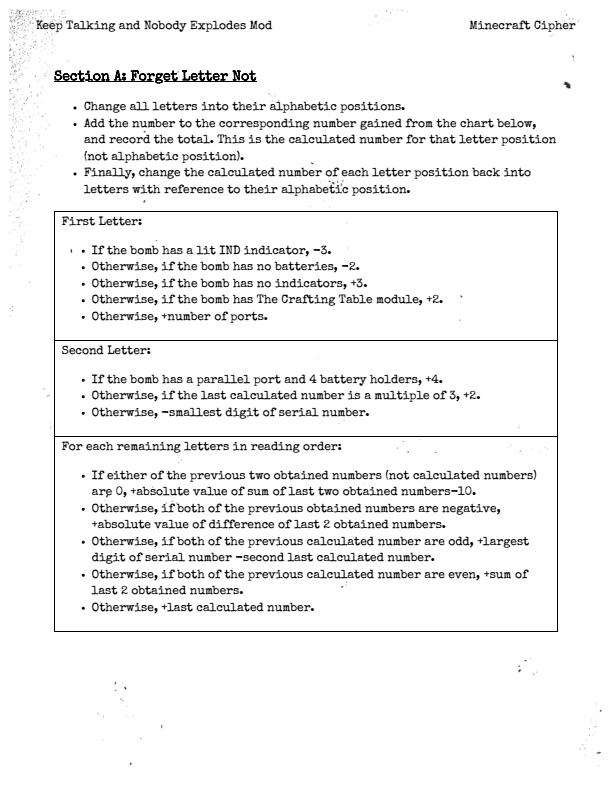 Keep Talking and Nobody Explodes Mod Minecraft Cipher
Section A: Forget Letter Not
• Change all letters into their alphabetic positions.
• Add the number to the corresponding number gained from the chart below,
and record the total. This is the calculated number for that letter position
(not alphabetic position).
• Finally, change the calculated number of each letter position back into
letters with reference to their alphabetic position.
First Letter:
• If the bomb has a lit IND indicator, -3.
• Otherwise, if the bomb has no batteries, -2.
• Otherwise, if the bomb has no indicators, +3.
• Otherwise, if the bomb has The Crafting Table module, +2.
• Otherwise, +number of ports.
Second Letter:
• If the bomb has a parallel port and 4 battery holders, +4.
• Otherwise, if the last calculated number is a multiple of 3, +2.
• Otherwise, -smallest digit of serial number.
For each remaining letters in reading order:
• If either of the previous two obtained numbers (not calculated numbers)
are 0, +absolute value of sum of last two obtained numbers-10.
• Otherwise, if both of the previous obtained numbers are negative,
+absolute value of difference of last 2 obtained numbers.
• Otherwise, if both of the previous calculated number are odd, +largest
digit of serial number -second last calculated number.
• Otherwise, if both of the previous calculated number are even, +sum of
last 2 obtained numbers.
• Otherwise, +last calculated number.